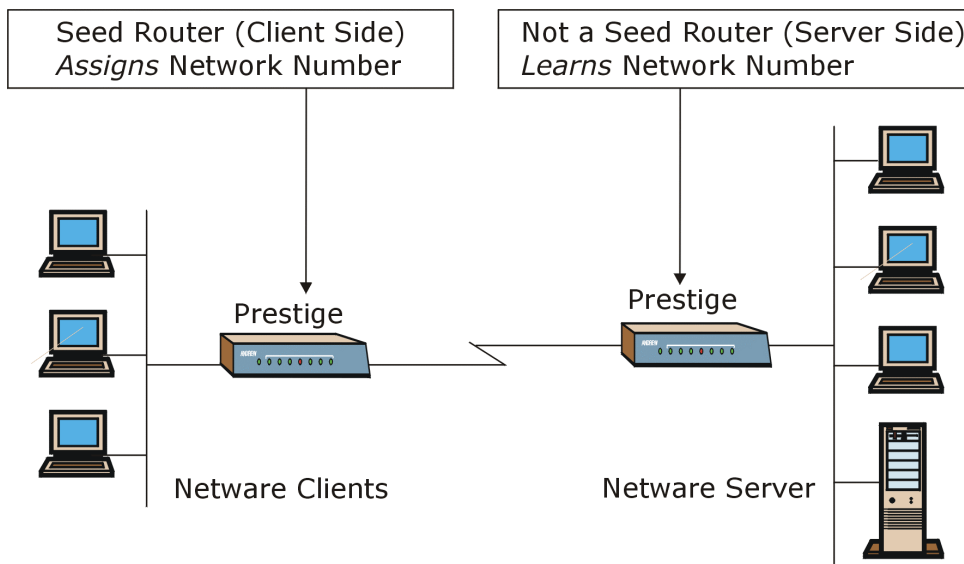 Seed Router (Client Side)
Assigns Network Number
Not a Seed Router (Server Side)
Learns Network Number
Prestige
Prestige
Netware Clients
Netware Server